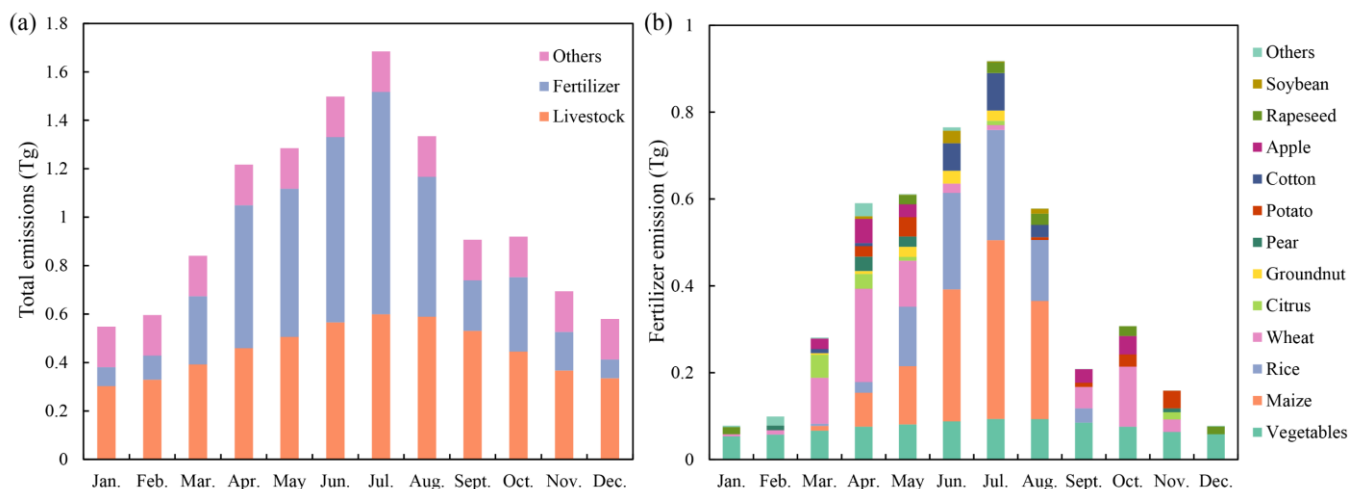 (a)
Total emissions (Tg)
1.8
1.6
1.4
1.2
1
0.8
0.6
0.4
0.2
0
Others
Fertilizer
Livestock
Jan. Feb. Mar. Apr. May Jun. Jul. Aug. Sept. Oct. Nov. Dec.
(b)
Fertilizer emission (Tg)
1
0.8
0.6
0.4
0.2
0
Jan. Feb. Mar. Apr. May Jun. Jul. Aug. Sept. Oct. Nov. Dec.
Others
Soybean
Rapeseed
Apple
Cotton
Potato
Pear
Groundnut
Citrus
Wheat
Rice
Maize
Vegetables